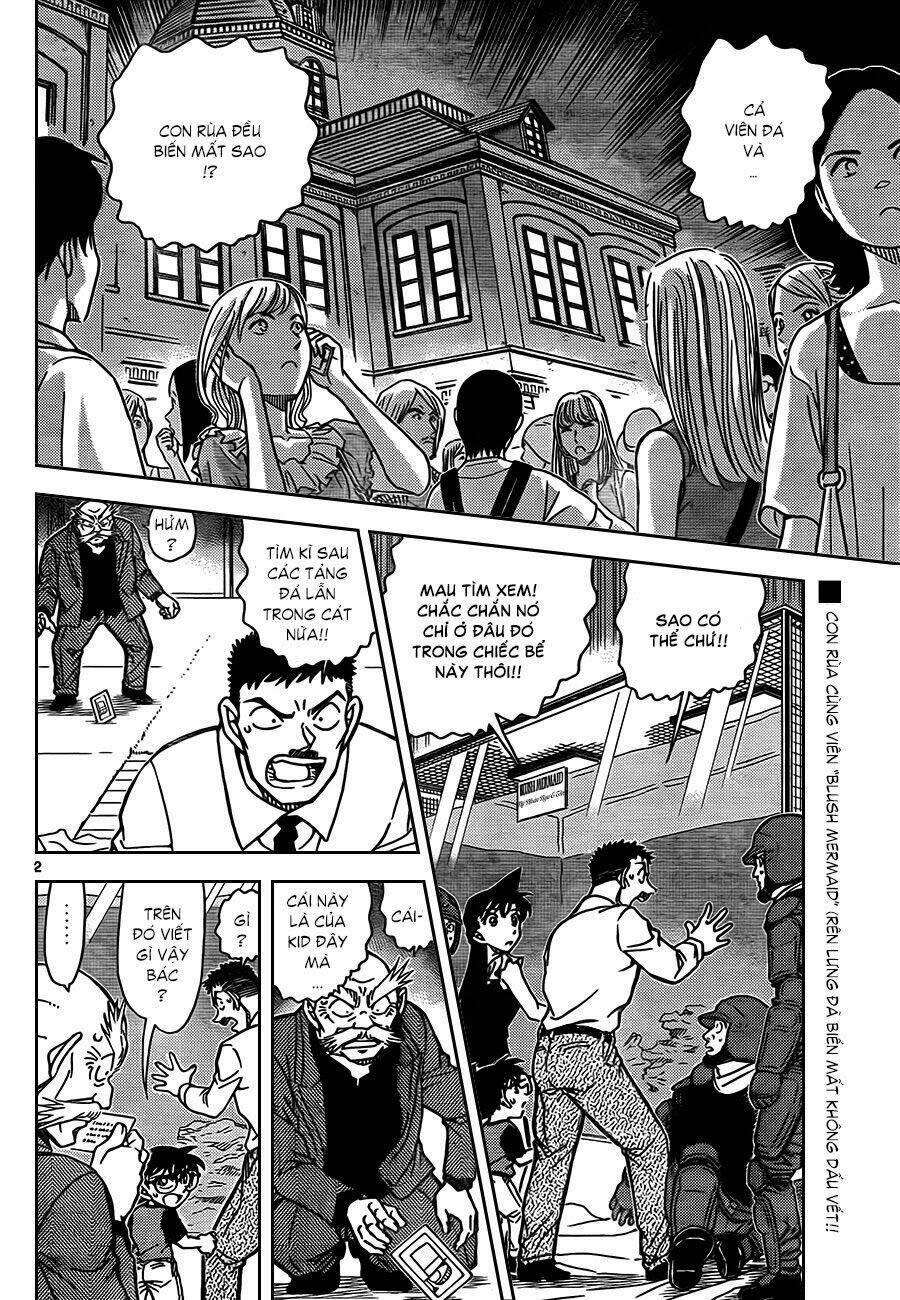 CẢ
VIÊN ĐÁ
VÀ
...
CON RÙA ĐỀU
BIẾN MẤT SAO
!?
CON RÙA CÙNG VIÊN "BLUSH MERMAID" (RÊN LƯNG ĐÃ BIẾN MẤT KHÔNG DẤU VẾT!!
SAO CÓ
THỂ CHỨ!!
MAU TÌM XEM!
CHẮC CHẮN NÓ
CHỈ Ở ĐÂU ĐÓ
TRONG CHIẾC BỂ
NÀY THÔI!!
BLUSH MERMAID
TÌM KĨ SAU
CÁC TẢNG
ĐÁ LẪN
TRONG CÁT
NỮA!!
HỬM
?
CÁI-
CÁI NÀY
LÀ CỦA
KID ĐÂY
MÀ
...
GÌ
?
TRÊN
ĐÓ VIẾT
GÌ VẬY
BÁC
?
......
2